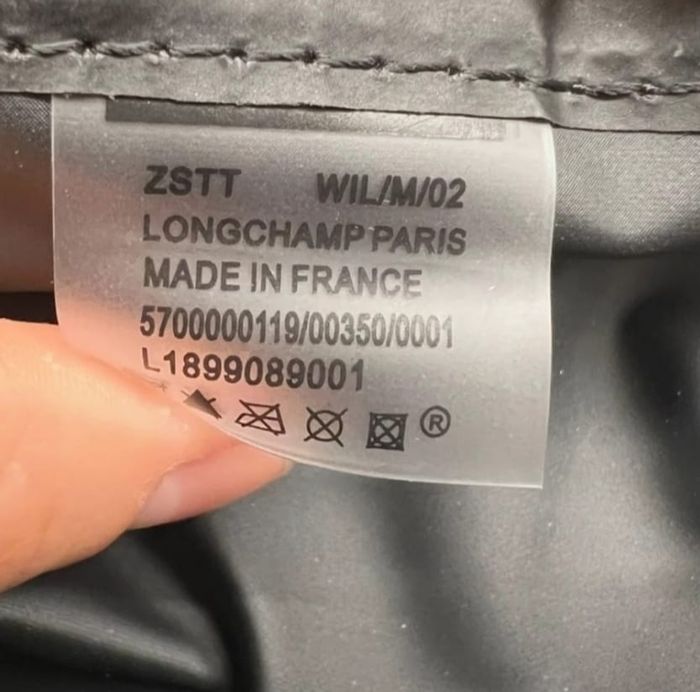 ZSTT WIL/M/02
LONGCHAMP PARIS
MADE IN FRANCE
5700000119/00350/0001
L1899089001
®